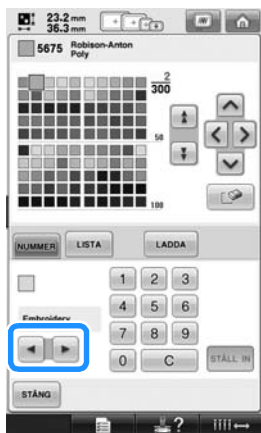 23.2 mm
36.3 mm
5675 Robison-Anton
Poly
2
300
50
100
NUMMER LISTA LADDA
1 2 3
Embroidery
4 5 6
7 8 9
0 C STÄLL IN
STÄNG
?